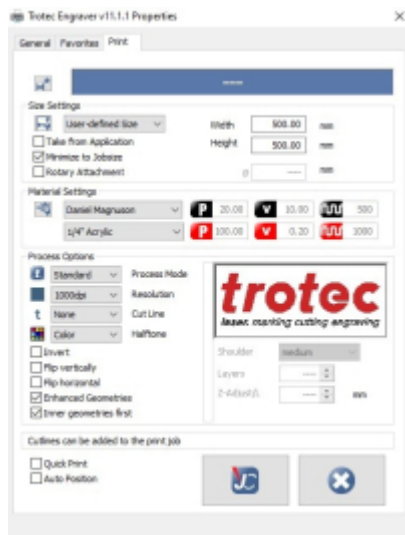 Trotec Engraver v11.1.1 Properties
General Favorites Print
----
Size Settings
User-defined Size Width 500.00 mm
Take from Application Height 500.00 mm
Minimize to Jobsize
Rotary Attachment ø ---- mm
Material Settings
Daniel Magnuson P 20.00 v 10.00 500
1/4" Acrylic P 100.00 v 0.20 1000
Process Options
Standard Process Mode
1000dpi Resolution
t None Cut Line
Color Halftone
trotec
laser. marking cutting engraving
Invert
Flip vertically
Flip horizontal
Enhanced Geometries
Inner geometries first
Shoulder medium
Layers ----
Z-Adjust/L ---- mm
Cutlines can be added to the print job
Quick Print
Auto Position
JC